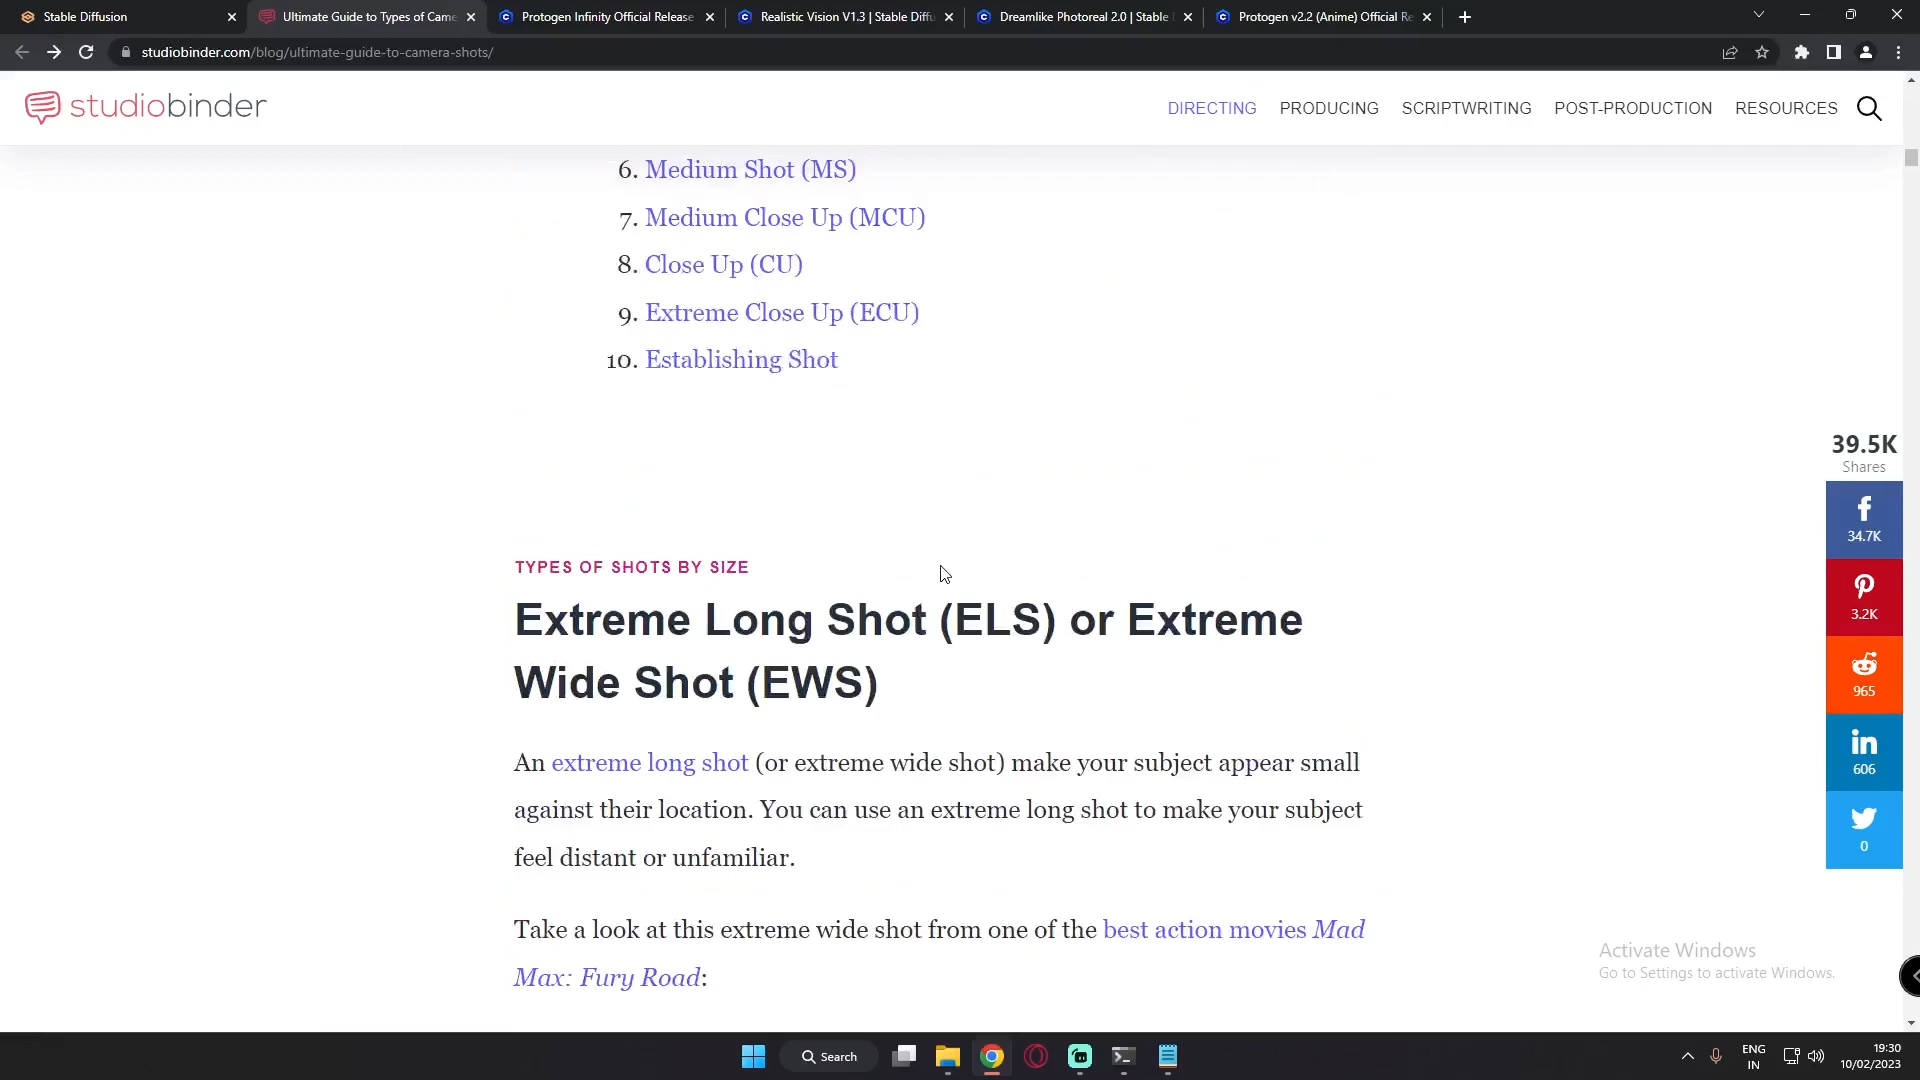 Stable Diffusion
Ultimate Guide to Types of Came
Protogen Infinity Official Release
Realistic Vision V1.3 | Stable Diffu
Dreamlike Photoreal 2.0 | Stable
Protogen v2.2 (Anime) Official Re
studiobinder.com/blog/ultimate-guide-to-camera-shots/
studiobinder
DIRECTING PRODUCING SCRIPTWRITING POST-PRODUCTION RESOURCES
6. Medium Shot (MS)
7. Medium Close Up (MCU)
8. Close Up (CU)
9. Extreme Close Up (ECU)
10. Establishing Shot
39.5K
Shares
34.7K
3.2K
965
606
0
TYPES OF SHOTS BY SIZE
Extreme Long Shot (ELS) or Extreme
Wide Shot (EWS)
An extreme long shot (or extreme wide shot) make your subject appear small
against their location. You can use an extreme long shot to make your subject
feel distant or unfamiliar.
Take a look at this extreme wide shot from one of the best action movies Mad
Max: Fury Road:
Activate Windows
Go to Settings to activate Windows.
Search
ENG
IN
19:30
10/02/2023